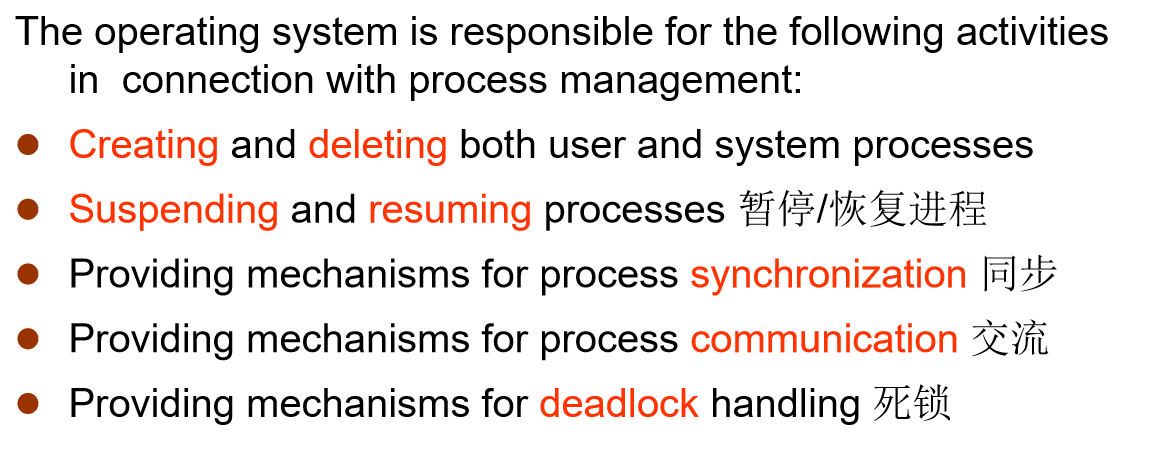 The operating system is responsible for the following activities
in connection with process management:
● Creating and deleting both user and system processes
● Suspending and resuming processes 暂停/恢复进程
● Providing mechanisms for process synchronization 同步
● Providing mechanisms for process communication 交流
● Providing mechanisms for deadlock handling 死锁